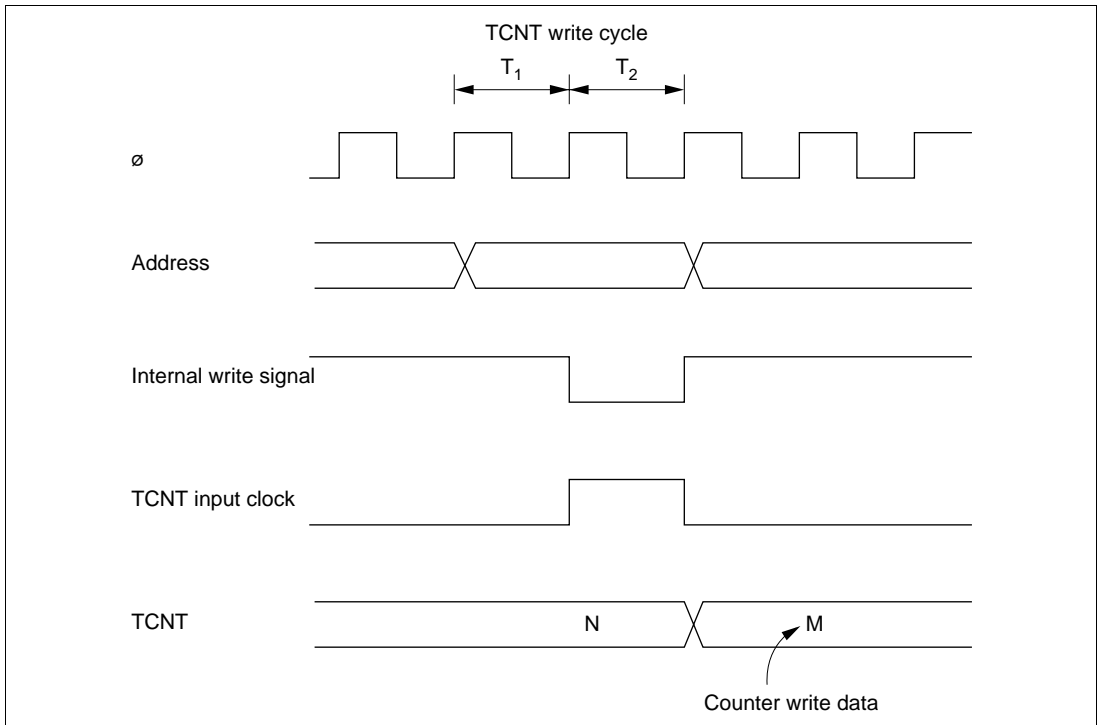 TCNT write cycle
T1 T2
ø
Address
Internal write signal
TCNT input clock
TCNT
N M
Counter write data